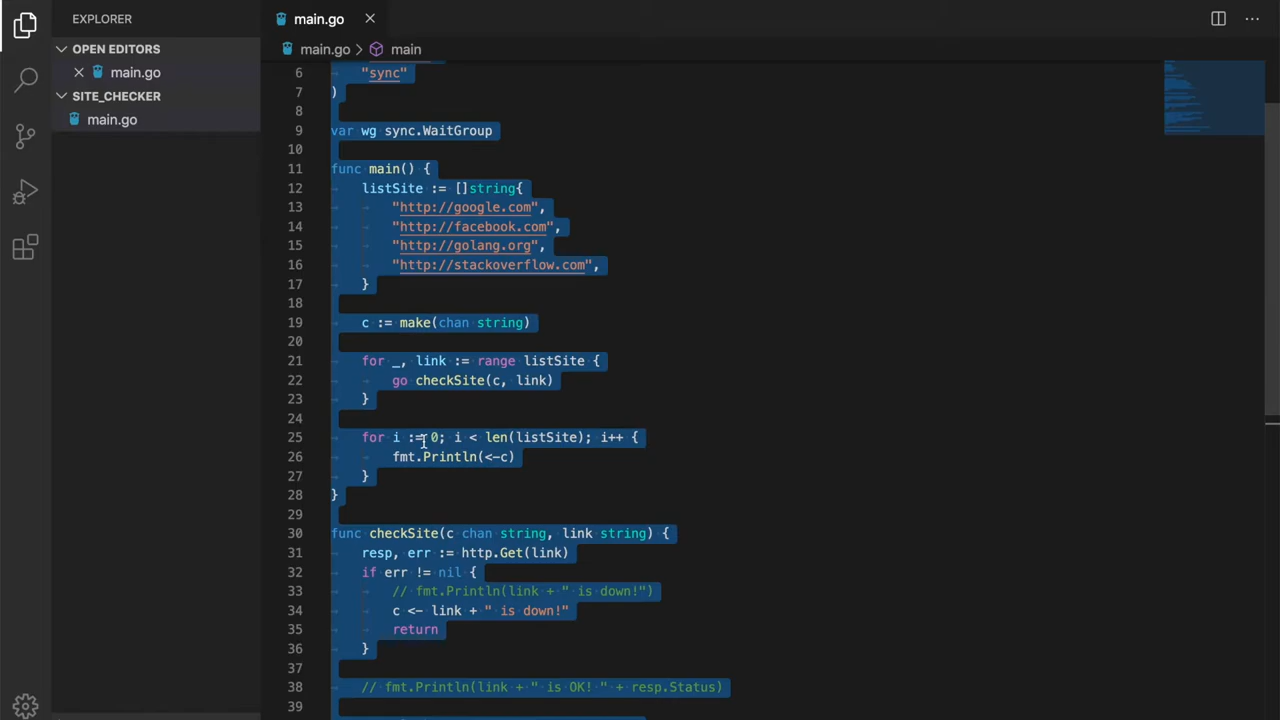 EXPLORER
OPEN EDITORS
main.go
SITE_CHECKER
main.go
main.go
main.go > main
6 "sync"
7 )
8
9 var wg sync.WaitGroup
10
11 func main() {
12 listSite := []string{
13 "http://google.com",
14 "http://facebook.com",
15 "http://golang.org",
16 "http://stackoverflow.com",
17 }
18
19 c := make(chan string)
20
21 for _, link := range listSite {
22 go checkSite(c, link)
23 }
24
25 for i := 0; i < len(listSite); i++ {
26 fmt.Println(<-c)
27 }
28 }
29
30 func checkSite(c chan string, link string) {
31 resp, err := http.Get(link)
32 if err != nil {
33 // fmt.Println(link + " is down!")
34 c <- link + " is down!"
35 return
36 }
37
38 // fmt.Println(link + " is OK! " + resp.Status)
39